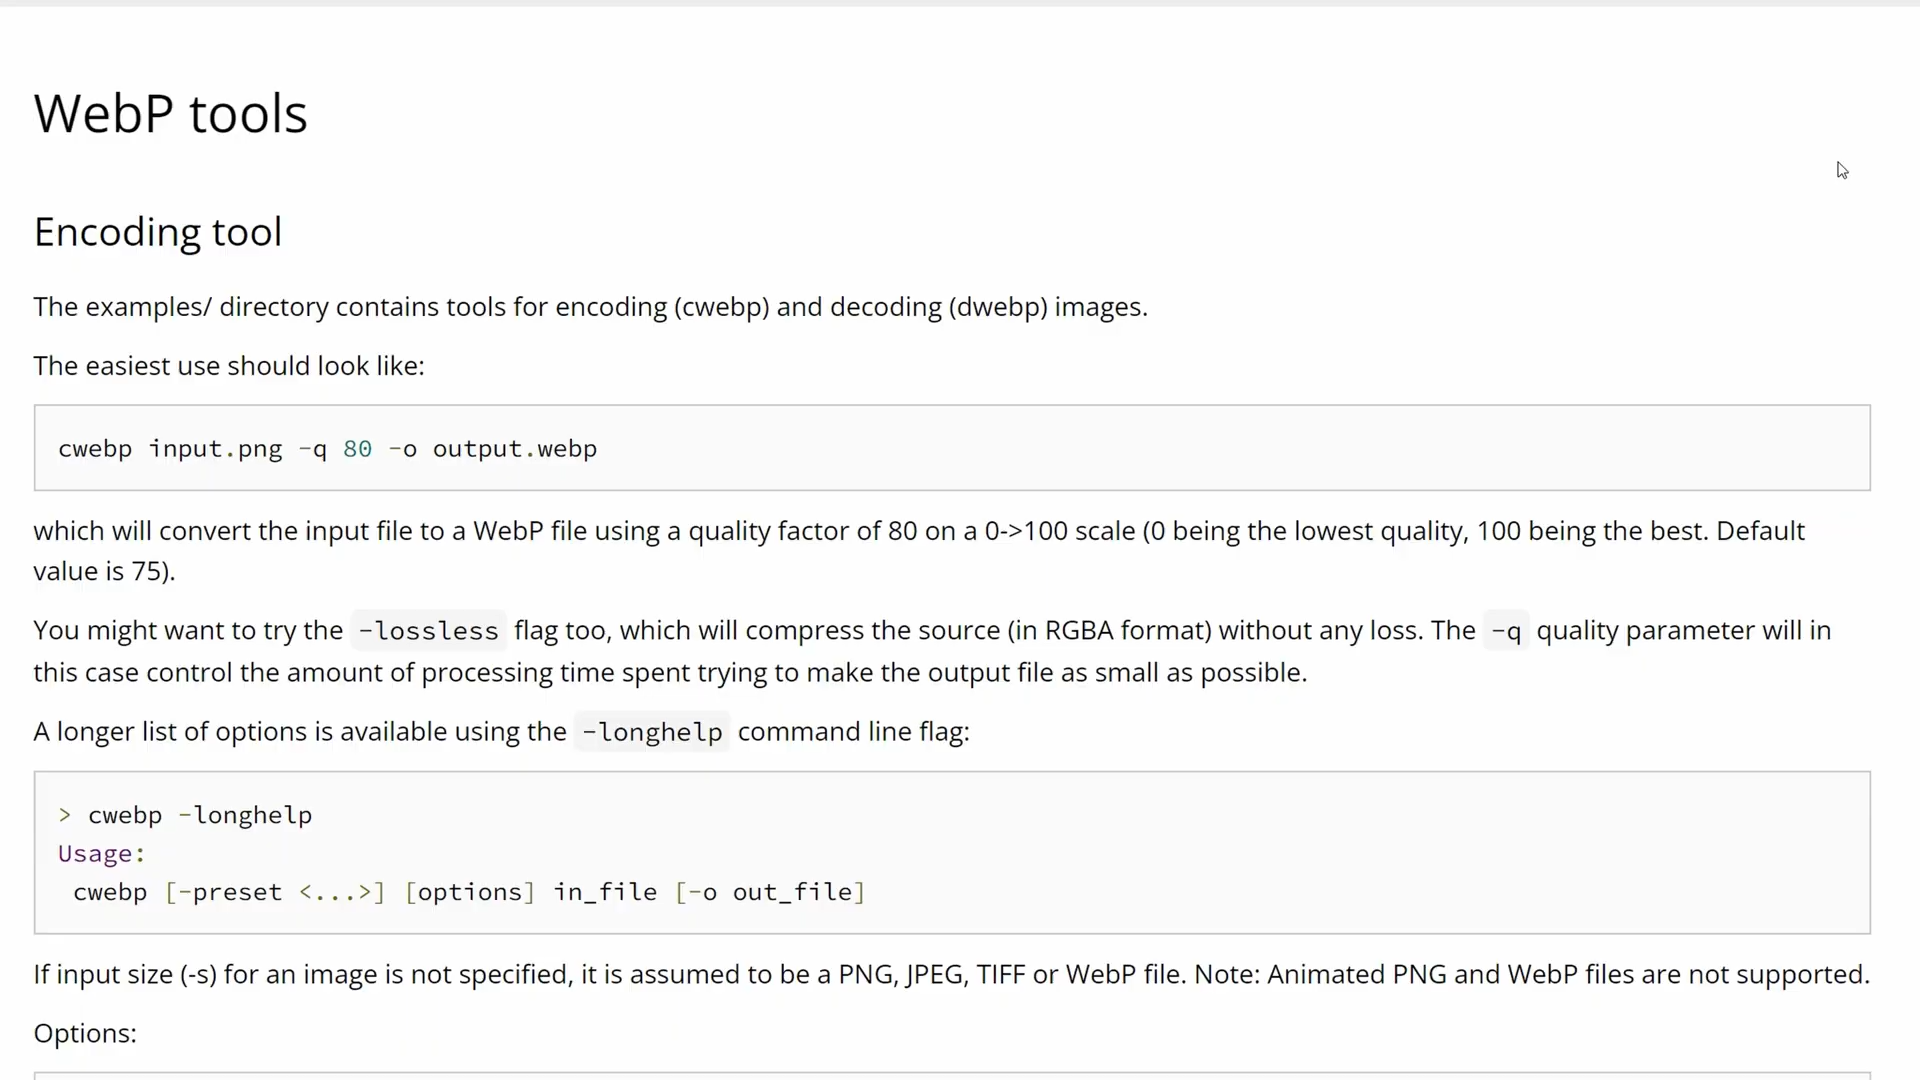 WebP tools
Encoding tool
The examples/ directory contains tools for encoding (cwebp) and decoding (dwebp) images.
The easiest use should look like:
cwebp input.png -q 80 -o output.webp
which will convert the input file to a WebP file using a quality factor of 80 on a 0->100 scale (0 being the lowest quality, 100 being the best. Default
value is 75).
You might want to try the -lossless flag too, which will compress the source (in RGBA format) without any loss. The -q quality parameter will in
this case control the amount of processing time spent trying to make the output file as small as possible.
A longer list of options is available using the -longhelp command line flag:
> cwebp -longhelp
Usage:
cwebp [-preset <...>] [options] in_file [-o out_file]
If input size (-s) for an image is not specified, it is assumed to be a PNG, JPEG, TIFF or WebP file. Note: Animated PNG and WebP files are not supported.
Options: